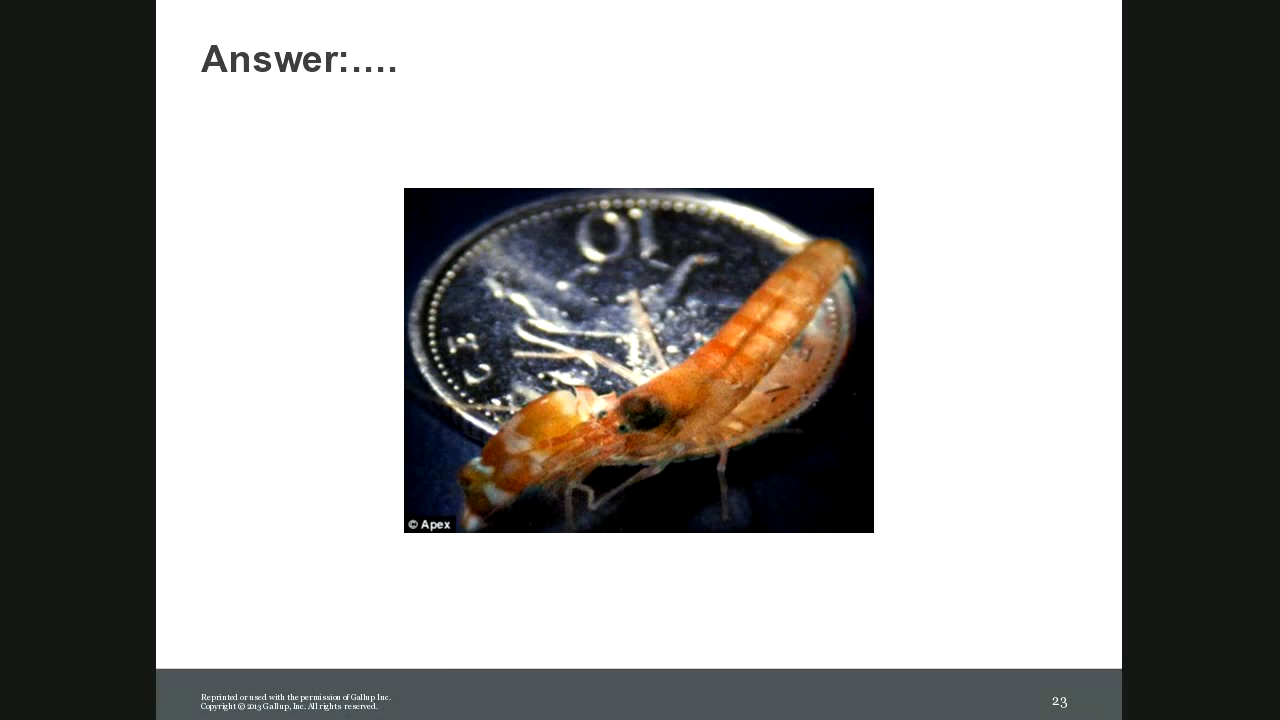 Answer:....
10
© Apex
Reprinted or used with the permission of Gallup Inc.
Copyright © 2013 Gallup, Inc. All rights reserved.
23